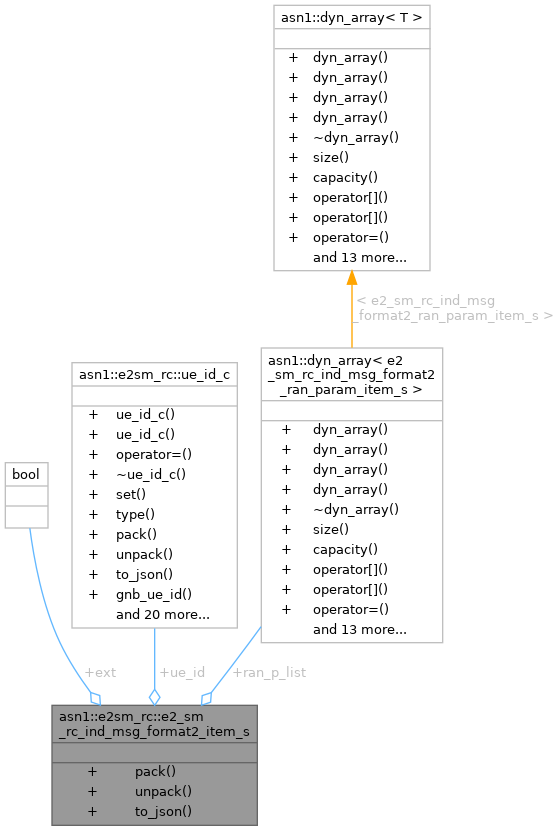 asn1::dyn_array< T >
+ dyn_array()
+ dyn_array()
+ dyn_array()
+ dyn_array()
+ ~dyn_array()
+ size()
+ capacity()
+ operator[]()
+ operator[]()
+ operator=()
and 13 more...
< e2_sm_rc_ind_msg
_format2_ran_param_item_s >
asn1::dyn_array< e2
_sm_rc_ind_msg_format2
_ran_param_item_s >
+ dyn_array()
+ dyn_array()
+ dyn_array()
+ dyn_array()
+ ~dyn_array()
+ size()
+ capacity()
+ operator[]()
+ operator[]()
+ operator=()
and 13 more...
asn1::e2sm_rc::ue_id_c
+ ue_id_c()
+ ue_id_c()
+ operator=()
+ ~ue_id_c()
+ set()
+ type()
+ pack()
+ unpack()
+ to_json()
+ gnb_ue_id()
and 20 more...
bool
+ext
+ue_id
+ran_p_list
asn1::e2sm_rc::e2_sm
_rc_ind_msg_format2_item_s
+ pack()
+ unpack()
+ to_json()